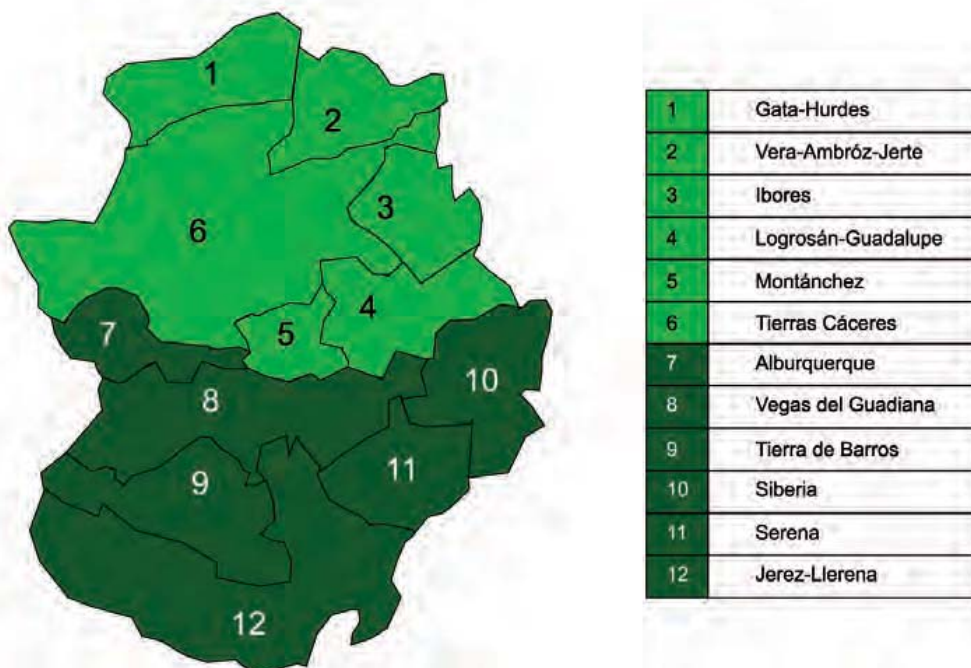 1
2
3
6
4
5
7
8
10
9
11
12
1 Gata-Hurdes
2 Vera-Ambróz-Jerte
3 Ibores
4 Logrosán-Guadalupe
5 Montánchez
6 Tierras Cáceres
7 Alburquerque
8 Vegas del Guadiana
9 Tierra de Barros
10 Siberia
11 Serena
12 Jerez-Llerena